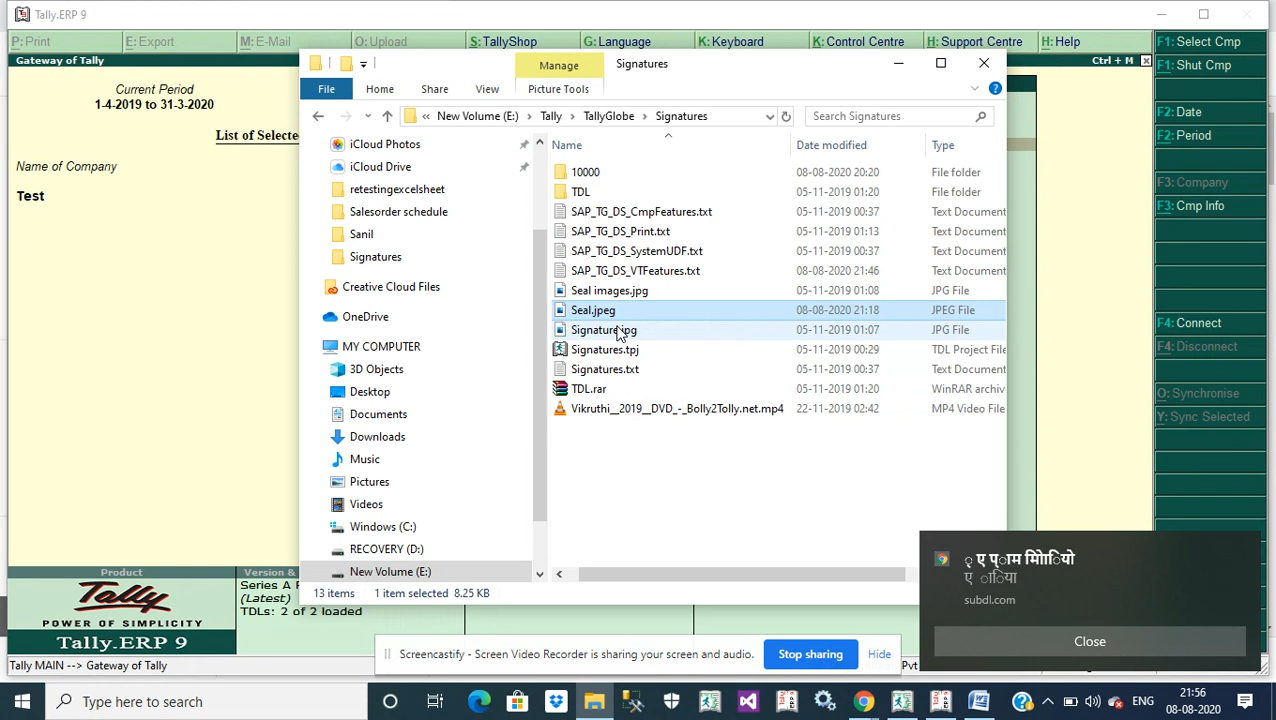 Tally.ERP 9
P: Print
E: Export
M: E-Mail
O: Upload
S: TallyShop
G: Language
K: Keyboard
K: Control Centre
H: Support Centre
H: Help
F1: Select Cmp
Gateway of Tally
Ctrl + M
F1: Shut Cmp
Current Period
1-4-2019 to 31-3-2020
List of Selecte
Name of Company
Test
Manage
Signatures
File
Home
Share
View
Picture Tools
New Volume (E:)
Tally
TallyGlobe
Signatures
Search Signatures
iCloud Photos
iCloud Drive
retestingexcelsheet
Salesorder schedule
Sanil
Signatures
Creative Cloud Files
OneDrive
MY COMPUTER
3D Objects
Desktop
Documents
Downloads
Music
Pictures
Videos
Windows (C:)
RECOVERY (D:)
New Volume (E:)
Name
Date modified
Type
10000 08-08-2020 20:20 File folder
TDL 05-11-2019 01:20 File folder
SAP_TG_DS_CmpFeatures.txt 05-11-2019 00:37 Text Document
SAP_TG_DS_Print.txt 05-11-2019 01:13 Text Document
SAP_TG_DS_SystemUDF.txt 05-11-2019 00:37 Text Document
SAP_TG_DS_VTFeatures.txt 08-08-2020 21:46 Text Document
Seal images.jpg 05-11-2019 01:07 JPG File
Seal.jpeg 08-08-2020 21:18 JPEG File
Signature.jpg 05-11-2019 01:07 JPG File
Signatures.tpj 05-11-2019 00:29 TDL Project File
Signatures.txt 05-11-2019 00:37 Text Document
TDL.rar 05-11-2019 01:20 WinRAR archiv
Vikruthi__2019__DVD_-_Bolly2Tolly.net.mp4 22-11-2019 02:42 MP4 Video File
13 items
1 item selected 8.25 KB
F2: Date
F2: Period
F3: Company
F3: Cmp Info
F4: Connect
F4: Disconnect
O: Synchronise
Y: Sync Selected
subdl.com
Close
Product
Version &
Tally
POWER OF SIMPLICITY
Tally.ERP 9
Series A
(Latest)
TDLs: 2 of 2 loaded
Screencastify - Screen Video Recorder is sharing your screen and audio.
Stop sharing
Hide
Tally MAIN --> Gateway of Tally
Pvt
Type here to search
ENG
21:56
08-08-2020